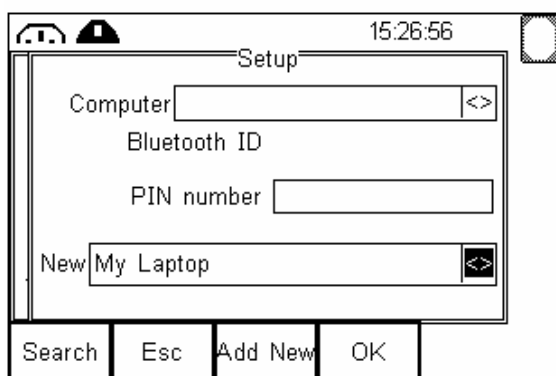 15:26:56
Setup
Computer <>
Bluetooth ID
PIN number
New My Laptop <>
Search Esc Add New OK